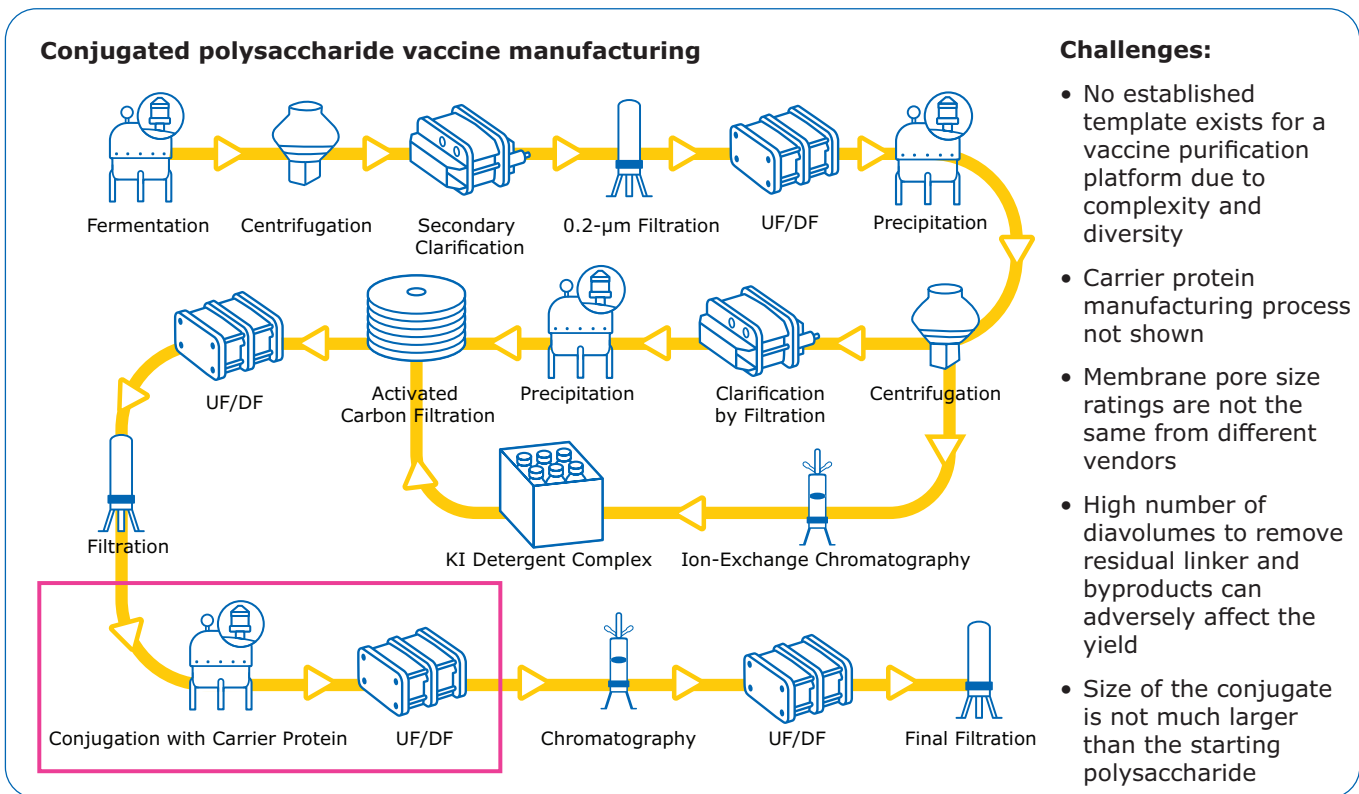 Conjugated polysaccharide vaccine manufacturing
Fermentation
Centrifugation
Secondary
Clarification
0.2-µm Filtration
UF/DF
Precipitation
UF/DF
Activated
Carbon Filtration
Precipitation
Clarification
by Filtration
Centrifugation
Filtration
KI Detergent Complex
Ion-Exchange Chromatography
Conjugation with Carrier Protein
UF/DF
Chromatography
UF/DF
Final Filtration
Challenges:
• No established
template exists for a
vaccine purification
platform due to
complexity and
diversity
• Carrier protein
manufacturing process
not shown
• Membrane pore size
ratings are not the
same from different
vendors
• High number of
diavolumes to remove
residual linker and
byproducts can
adversely affect the
yield
• Size of the conjugate
is not much larger
than the starting
polysaccharide